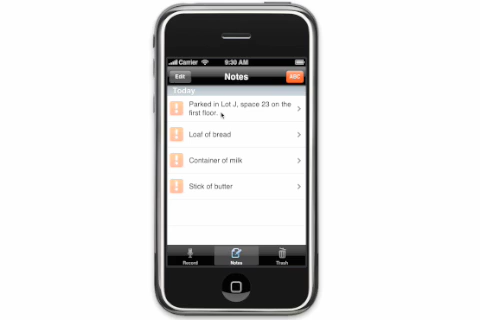 Carrier 9:30 AM
Edit Notes ABC
Today
Parked in Lot J, space 23 on the
first floor.
Loaf of bread
Container of milk
Stick of butter
Record Notes Trash